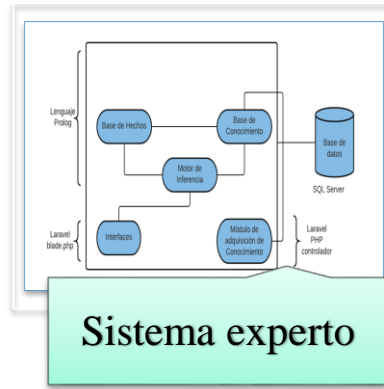 Lenguaje
Prolog
Base de Hechos
Base de
Conocimiento
Base de
datos
SQL Server
Motor de
Inferencia
Laravel
blade.php
Interfaces
Módulo de
adquisición de
Conocimiento
Laravel
PHP
controlador
Sistema experto